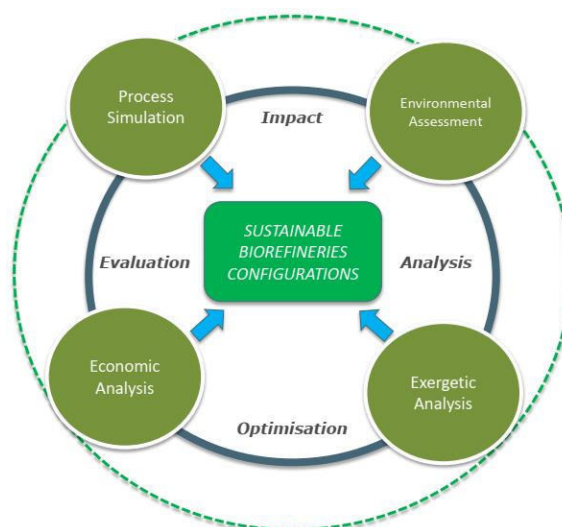 Process
Simulation
Environmental
Assessment
Impact
SUSTAINABLE
BIOREFINERIES
CONFIGURATIONS
Evaluation
Analysis
Economic
Analysis
Exergetic
Analysis
Optimisation